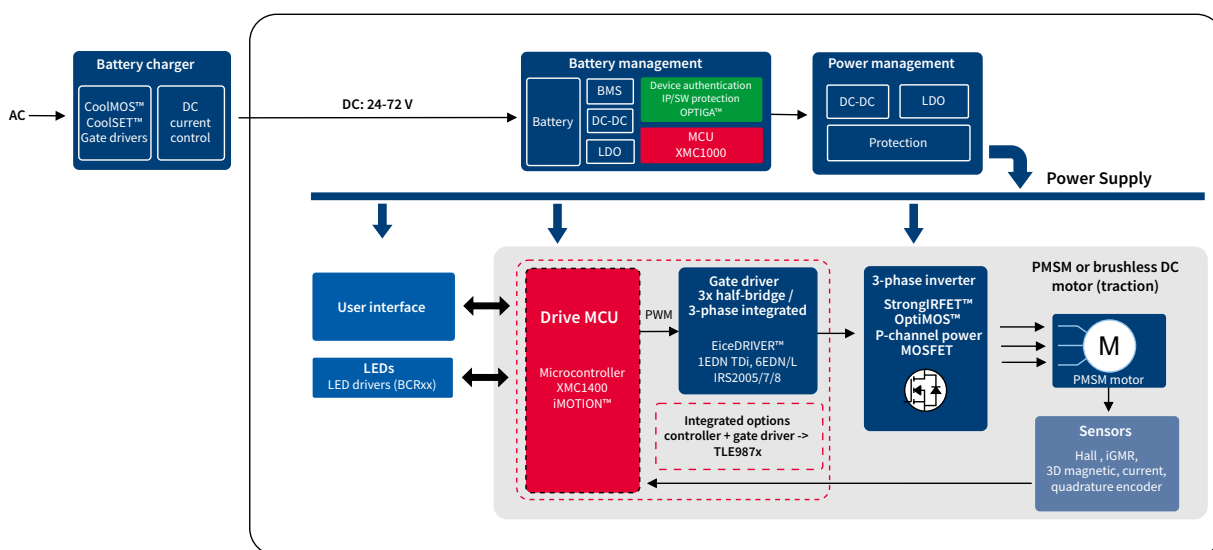 Battery charger
CoolMOS™
CoolSET™
Gate drivers
DC
current
control
AC
DC: 24-72 V
Battery management
Battery
BMS
DC-DC
LDO
Device authentication
IP/SW protection
OPTIGA™
MCU
XMC1000
Power management
DC-DC
LDO
Protection
Power Supply
User interface
LEDs
LED drivers (BCRxx)
Drive MCU
Microcontroller
XMC1400
iMOTION™
PWM
Gate driver
3x half-bridge /
3-phase integrated
EiceDRIVER™
1EDN TDi, 6EDN/L
IRS2005/7/8
Integrated options
controller + gate driver ->
TLE987x
3-phase inverter
StrongIRFET™
OptiMOS™
P-channel power
MOSFET
PMSM or brushless DC
motor (traction)
M
PMSM motor
Sensors
Hall , iGMR,
3D magnetic, current,
quadrature encoder